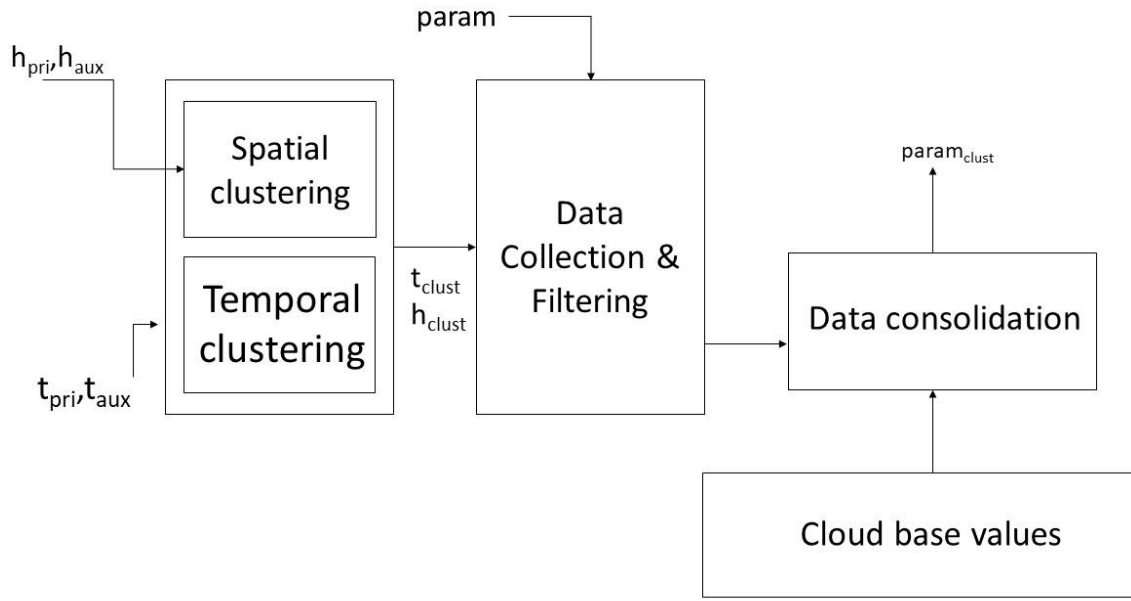 param
h_pri,h_aux
Spatial
clustering
Temporal
clustering
t_pri,t_aux
t_clust
h_clust
Data
Collection &
Filtering
param_clust
Data consolidation
Cloud base values